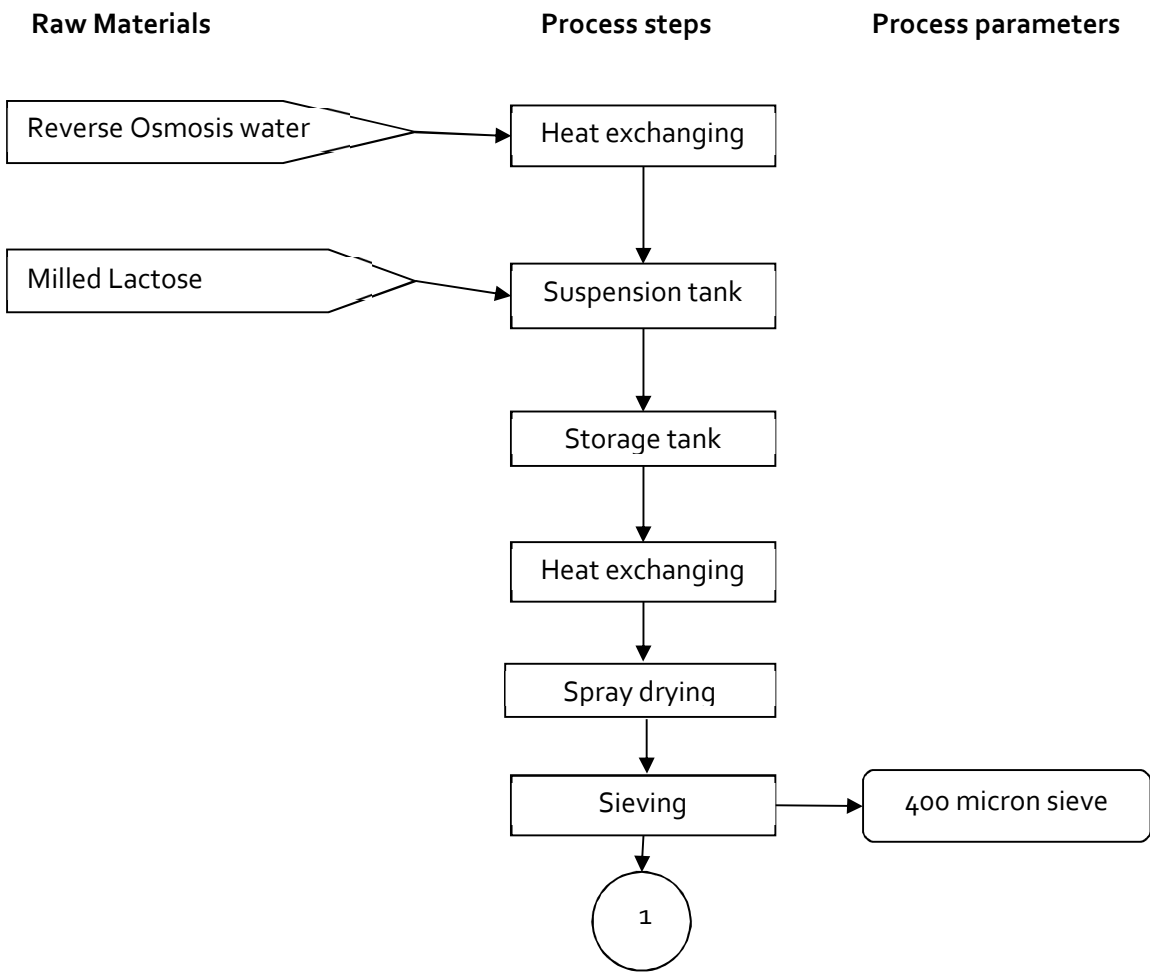 Raw Materials
Process steps
Process parameters
Reverse Osmosis water
Heat exchanging
Milled Lactose
Suspension tank
Storage tank
Heat exchanging
Spray drying
Sieving
400 micron sieve
1